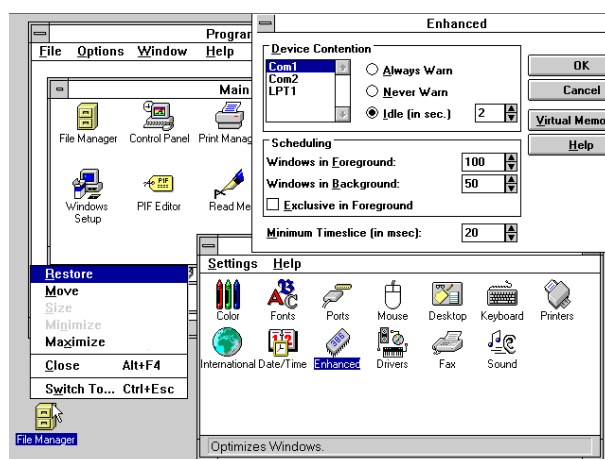 Program
File Options Window Help
Main
File Manager Control Panel Print Manag
Windows Setup PIF Editor Read Me
Enhanced
Device Contention
Com1
Com2
LPT1
Always Warn
Never Warn
Idle (in sec.) 2
OK
Cancel
Virtual Memo
Help
Scheduling
Windows in Foreground: 100
Windows in Background: 50
Exclusive in Foreground
Minimum Timeslice (in msec): 20
Restore
Move
Size
Minimize
Maximize
Close Alt+F4
Switch To... Ctrl+Esc
File Manager
Settings Help
Color Fonts Ports Mouse Desktop Keyboard Printers
International Date/Time Enhanced Drivers Fax Sound
Optimizes Windows.